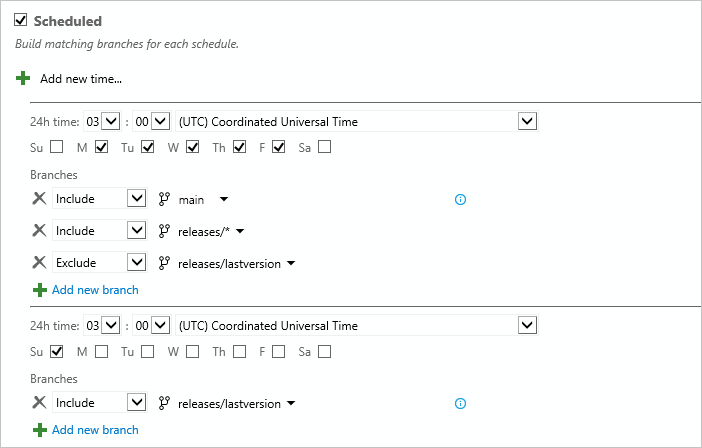 Scheduled
Build matching branches for each schedule.
Add new time...
24h time: 03 : 00 (UTC) Coordinated Universal Time
Su M Tu W Th F Sa
Branches
Include main
Include releases/*
Exclude releases/lastversion
Add new branch
24h time: 03 : 00 (UTC) Coordinated Universal Time
Su M Tu W Th F Sa
Branches
Include releases/lastversion
Add new branch